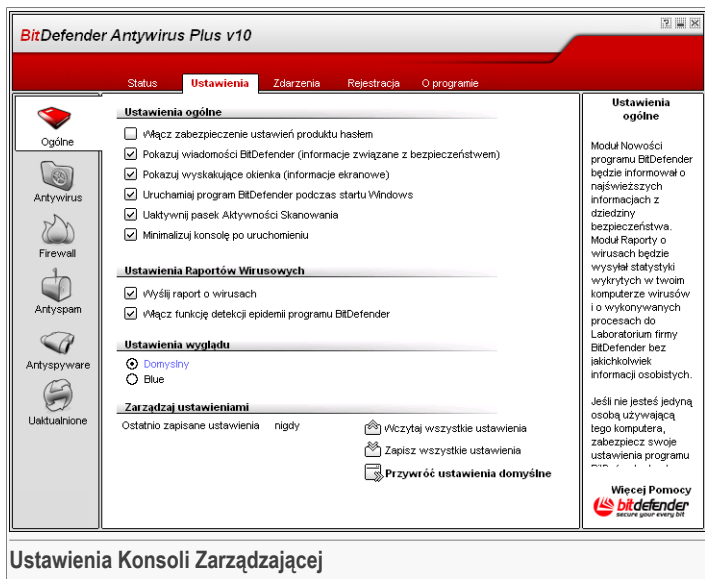 BitDefender Antywirus Plus v10
Status
Ustawienia
Zdarzenia
Rejestracja
O programie
Ogólne
Antywirus
Firewall
Antyspam
Antyspyware
Uaktualnione
Ustawienia ogólne
Włącz zabezpieczenie ustawień produktu hasłem
Pokazuj wiadomości BitDefender (informacje związane z bezpieczeństwem)
Pokazuj wyskakujące okienka (informacje ekranowe)
Uruchamiaj program BitDefender podczas startu Windows
Uaktywnij pasek Aktywności Skanowania
Minimalizuj konsolę po uruchomieniu
Ustawienia Raportów Wirusowych
Wyślij raport o wirusach
Włącz funkcję detekcji epidemii programu BitDefender
Ustawienia wyglądu
Domyslny
Blue
Zarządzaj ustawieniami
Ostatnio zapisane ustawienia nigdy
Wczytaj wszystkie ustawienia
Zapisz wszystkie ustawienia
Przywróć ustawienia domyślne
Ustawienia
ogólne
Moduł Nowości
programu BitDefender
będzie informował o
najświeższych
informacjach z
dziedziny
bezpieczeństwa.
Moduł Raporty o
wirusach będzie
wysyłał statystyki
wykrytych w twoim
komputerze wirusów
i o wykonywanych
procesach do
Laboratorium firmy
BitDefender bez
jakichkolwiek
informacji osobistych.
Jeśli nie jesteś jedyną
osobą używającą
tego komputera,
zabezpiecz swoje
ustawienia programu
Więcej Pomocy
bitdefender
secure your every bit
Ustawienia Konsoli Zarządzającej